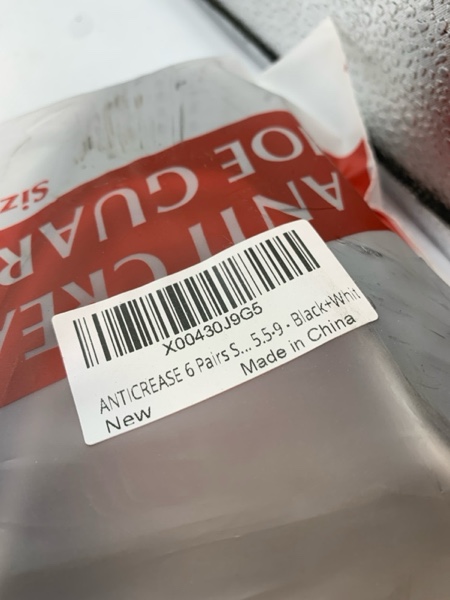 ANTI CREA
OE GUAR
Siz
X00430J9G5
ANTICREASE 6 Pairs S... 5.5-9 - Black+Whit
New
Made in China